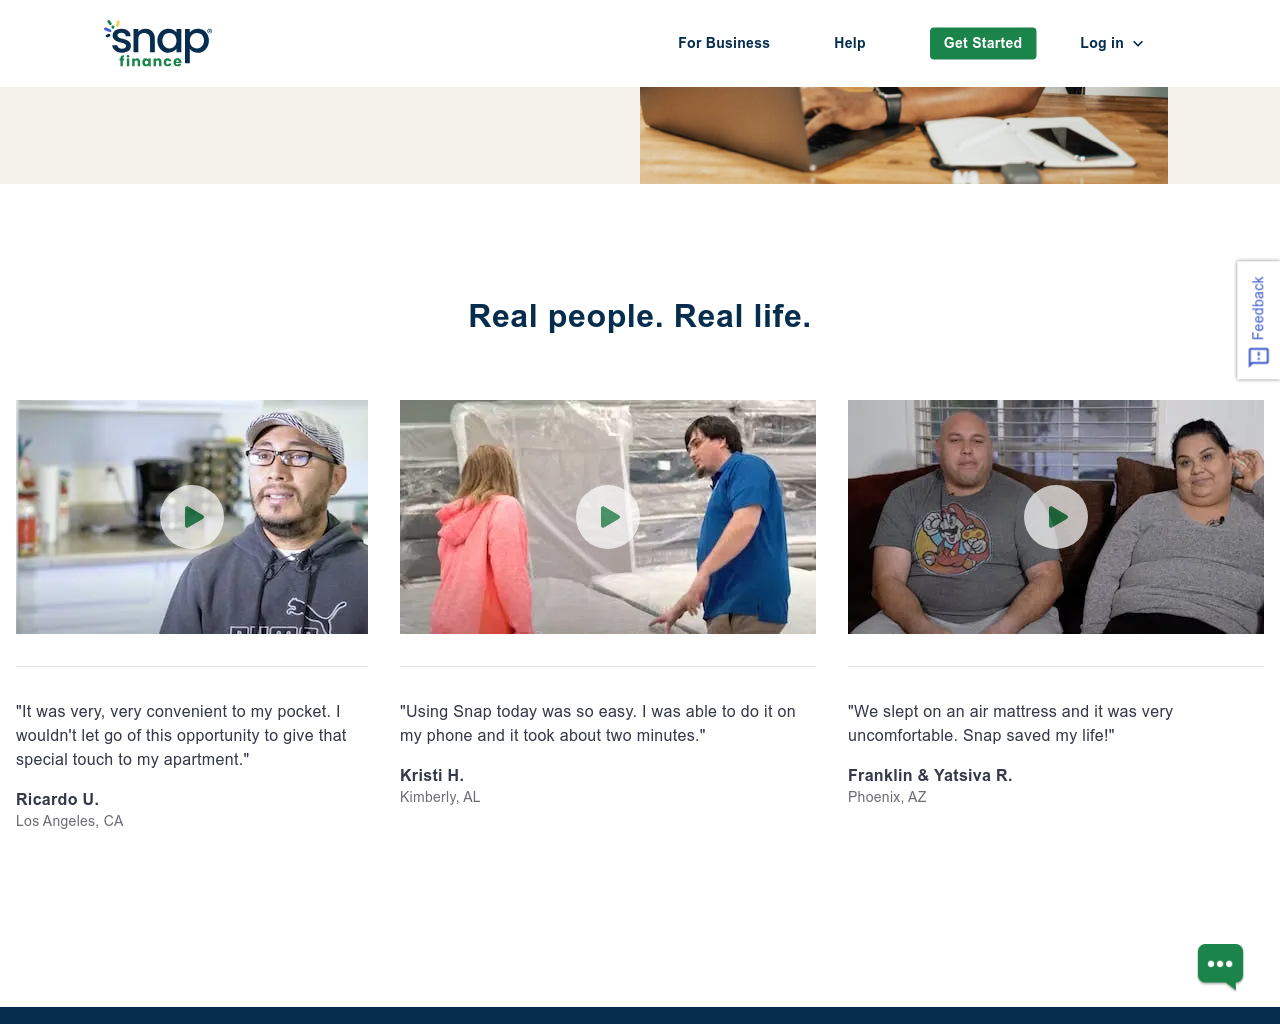 snap
finance
For Business
Help
Get Started
Log in
Feedback
Real people. Real life.
PUMA
"It was very, very convenient to my pocket. I
wouldn't let go of this opportunity to give that
special touch to my apartment."
Ricardo U.
Los Angeles, CA
"Using Snap today was so easy. I was able to do it on
my phone and it took about two minutes."
Kristi H.
Kimberly, AL
"We slept on an air mattress and it was very
uncomfortable. Snap saved my life!"
Franklin & Yatsiva R.
Phoenix, AZ